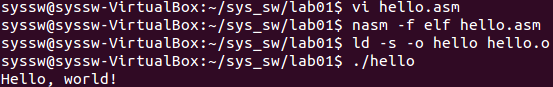 syssw@syssw-VirtualBox:~/sys_sw/lab01$ vi hello.asm
syssw@syssw-VirtualBox:~/sys_sw/lab01$ nasm -f elf hello.asm
syssw@syssw-VirtualBox:~/sys_sw/lab01$ ld -s -o hello hello.o
syssw@syssw-VirtualBox:~/sys_sw/lab01$ ./hello
Hello, world!